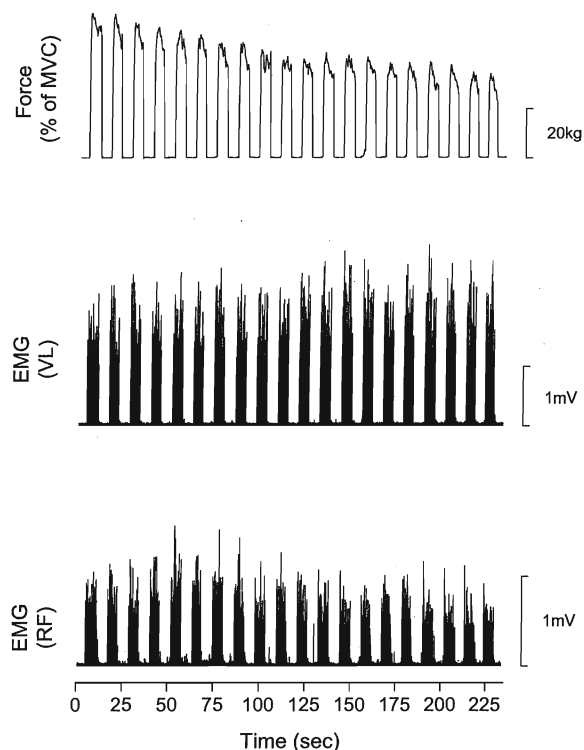 Force
(% of MVC)
20kg
EMG
(VL)
1mV
EMG
(RF)
1mV
0 25 50 75 100 125 150 175 200 225
Time (sec)